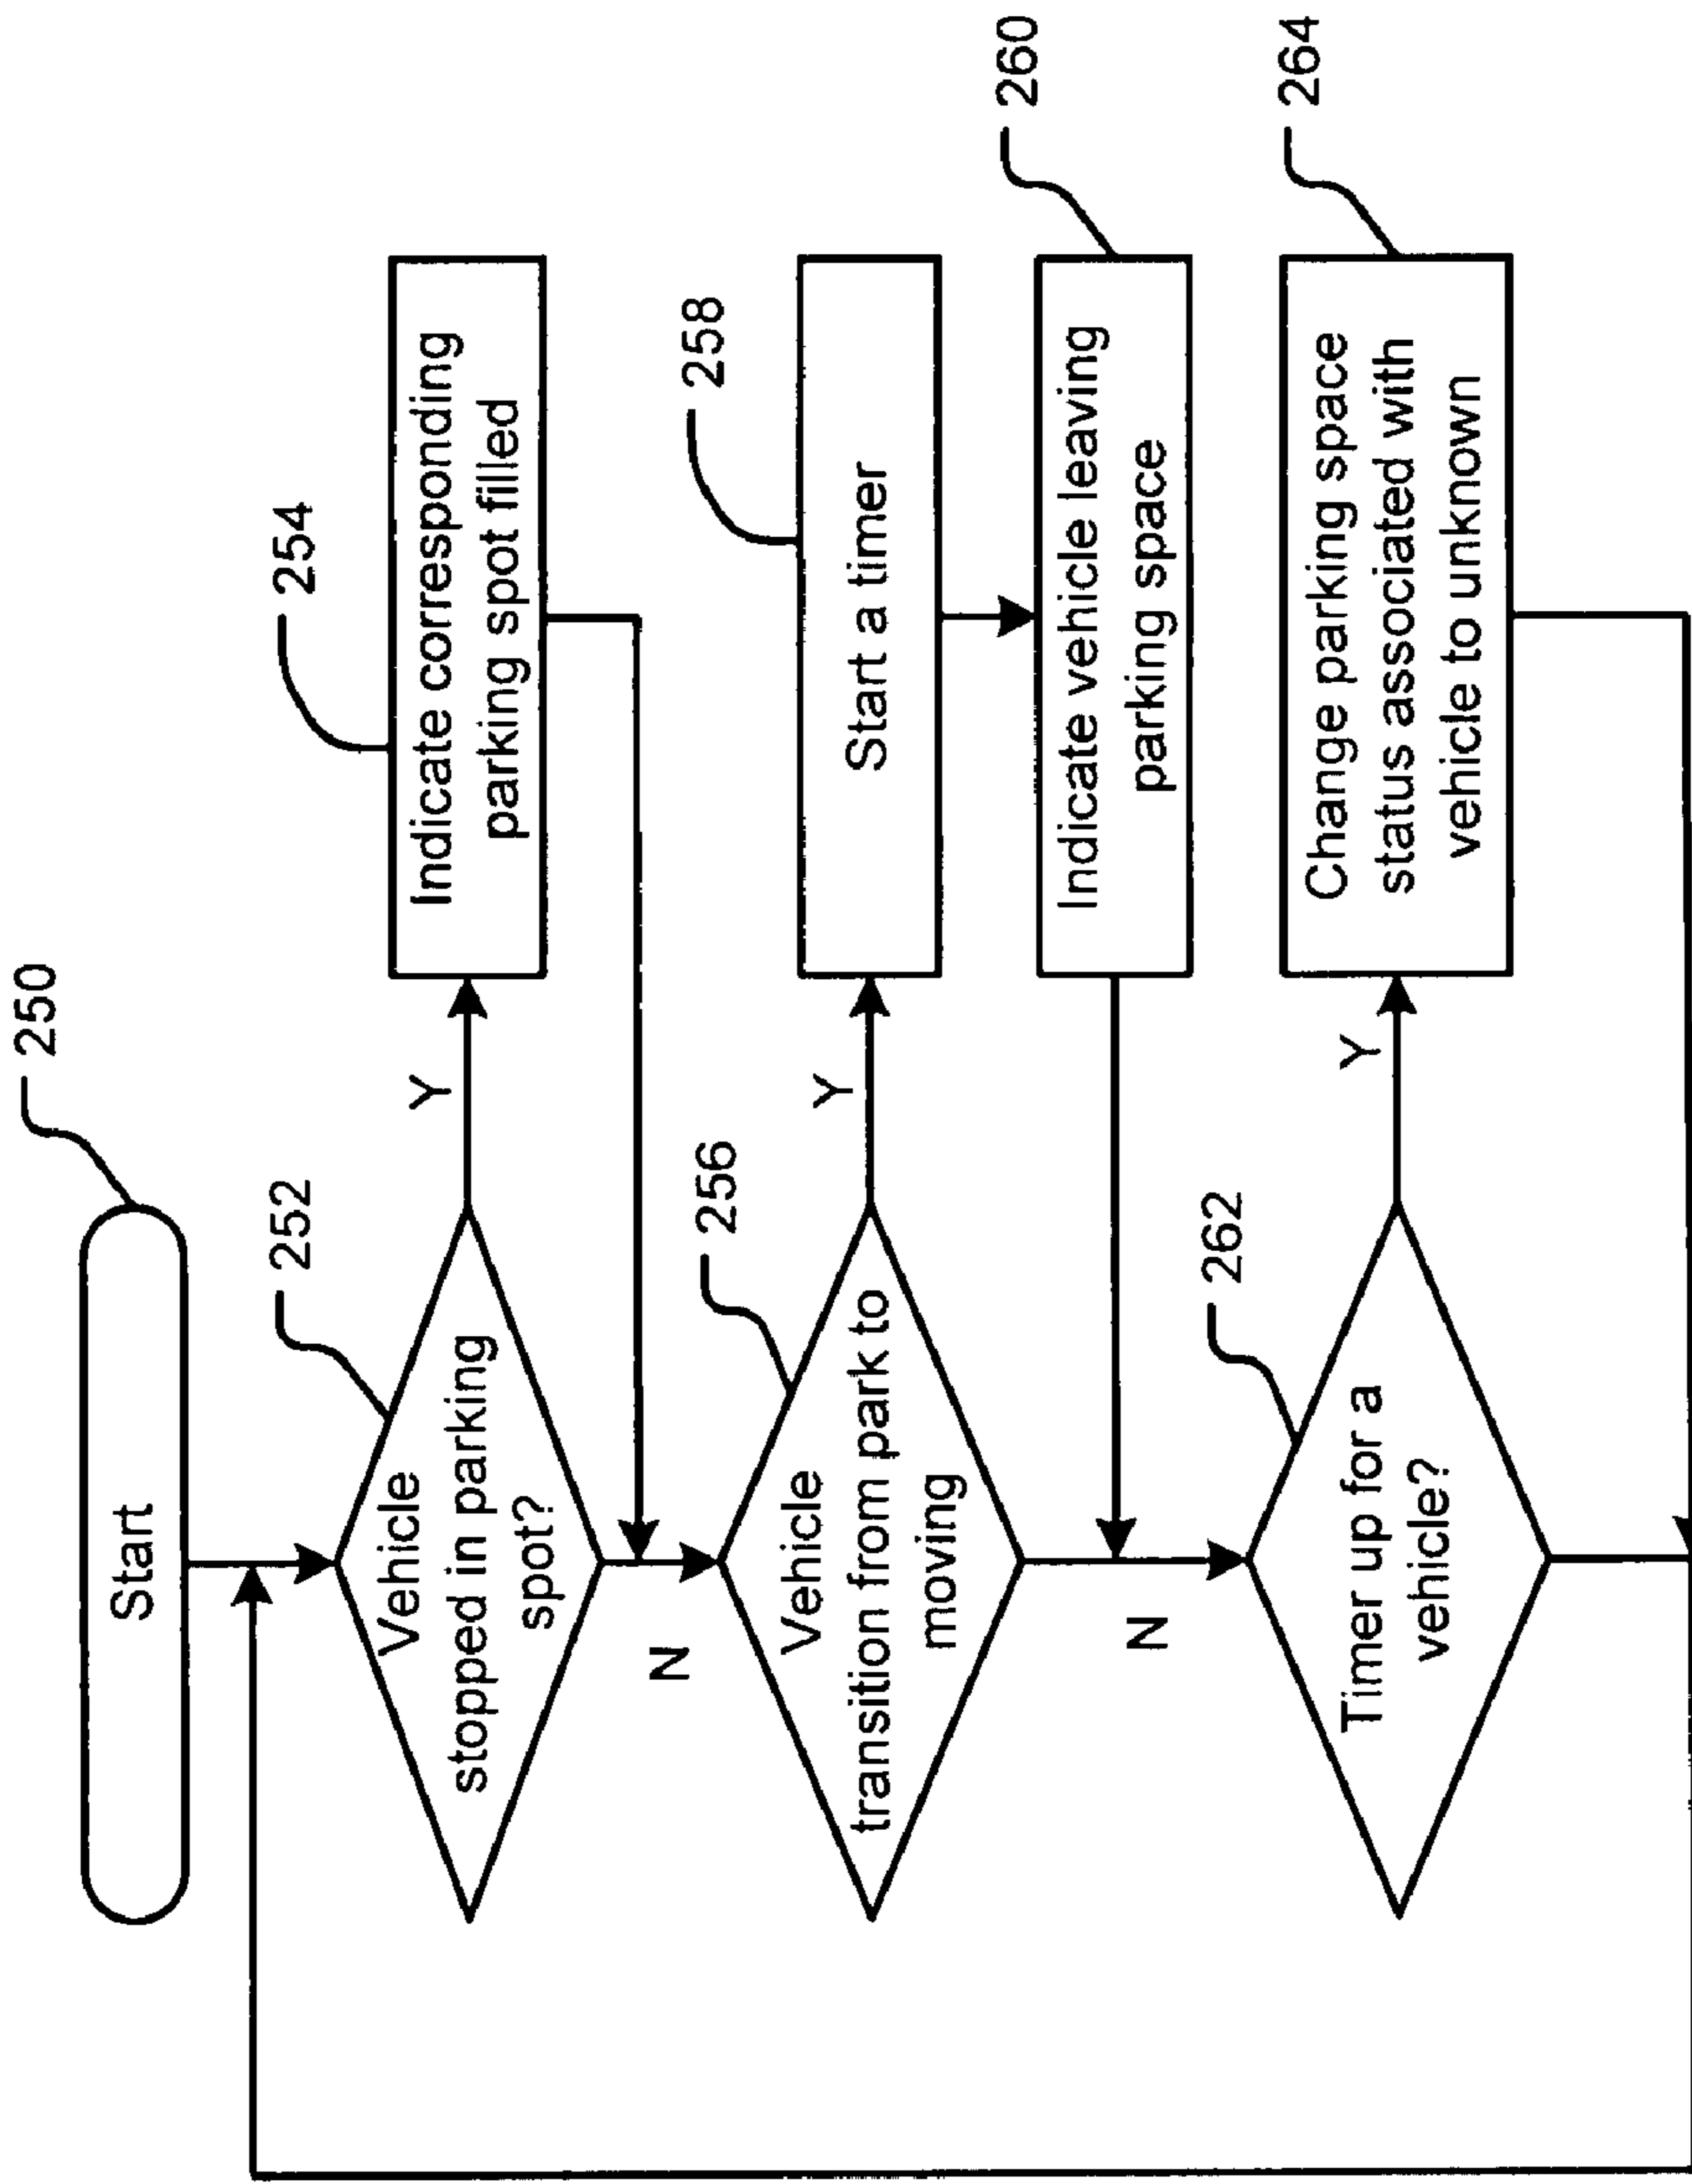 250
Start
252
Vehicle
stopped in parking
spot?
Y
254
Indicate corresponding
parking spot filled
N
256
Vehicle
transition from park to
moving
Y
258
Start a timer
260
Indicate vehicle leaving
parking space
N
262
Timer up for a
vehicle?
Y
264
Change parking space
status associated with
vehicle to unknown